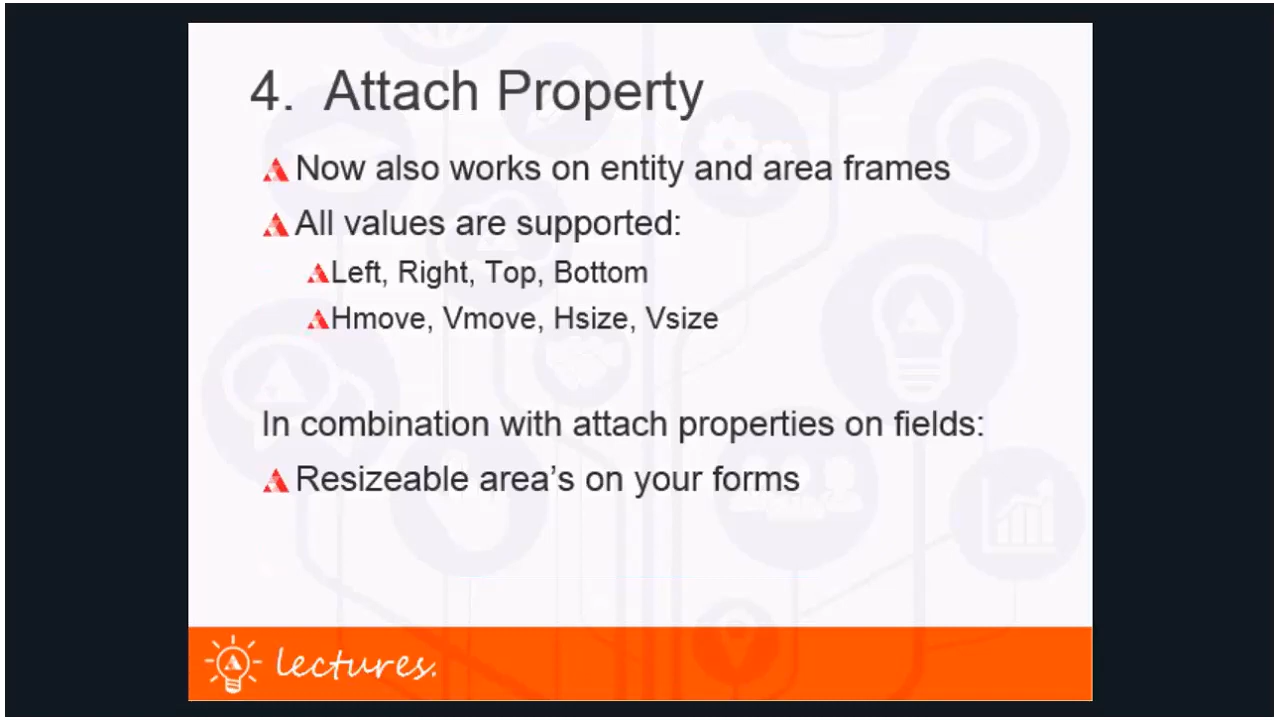 4. Attach Property
Now also works on entity and area frames
All values are supported:
Left, Right, Top, Bottom
Hmove, Vmove, Hsize, Vsize
In combination with attach properties on fields:
Resizeable area’s on your forms
lectures.